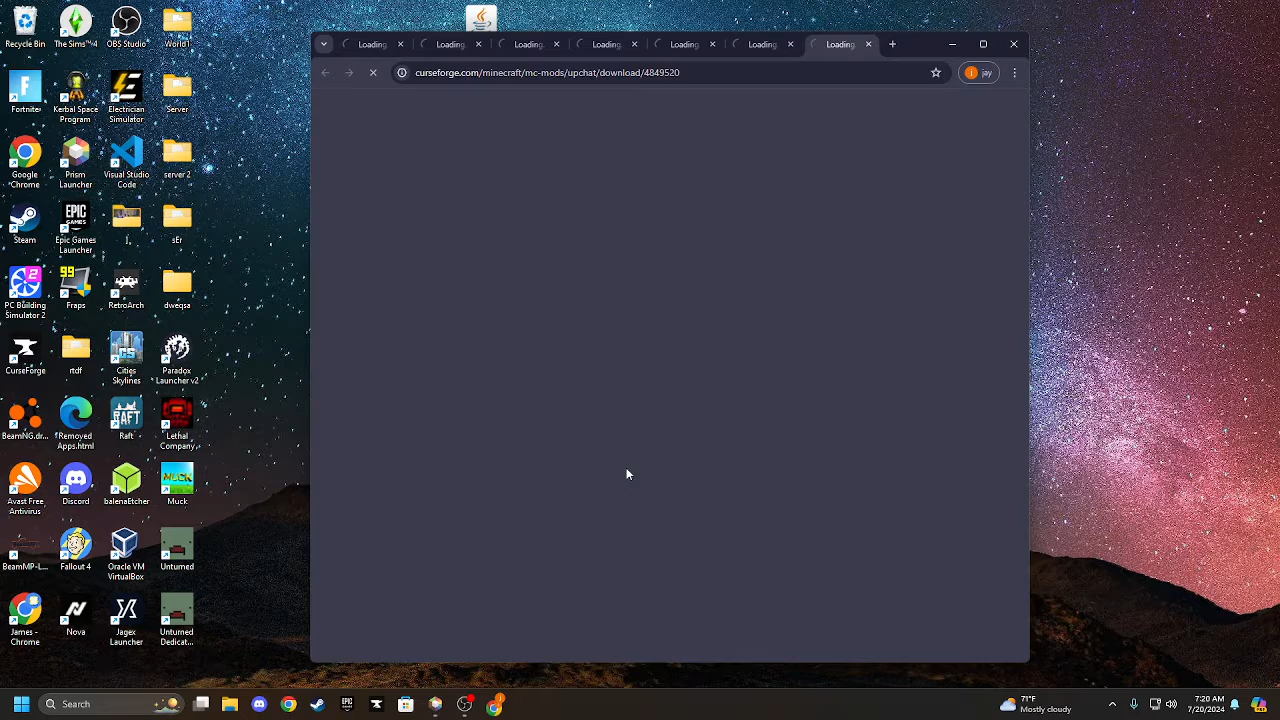 Recycle Bin
The Sims™4
OBS Studio
World1
Fortnite
Kerbal Space Program
Electrician Simulator
Server
Google Chrome
Prism Launcher
Visual Studio Code
server 2
Steam
Epic Games Launcher
J
sEr
PC Building Simulator 2
Fraps
RetroArch
dweqsa
CurseForge
rtdf
Cities Skylines
Paradox Launcher v2
BeamNG.dr...
Removed Apps.html
Raft
Lethal Company
Avast Free Antivirus
Discord
balenaEtcher
Muck
BeamMP-L...
Fallout 4
Oracle VM VirtualBox
Unturned
James - Chrome
Nova
Jagex Launcher
Unturned Dedicat...
Loading... Loading... Loading... Loading... Loading... Loading... Loading...
curseforge.com/minecraft/mc-mods/upchat/download/4849520
jay
Search
71°F
Mostly cloudy
7:20 AM
7/20/2024